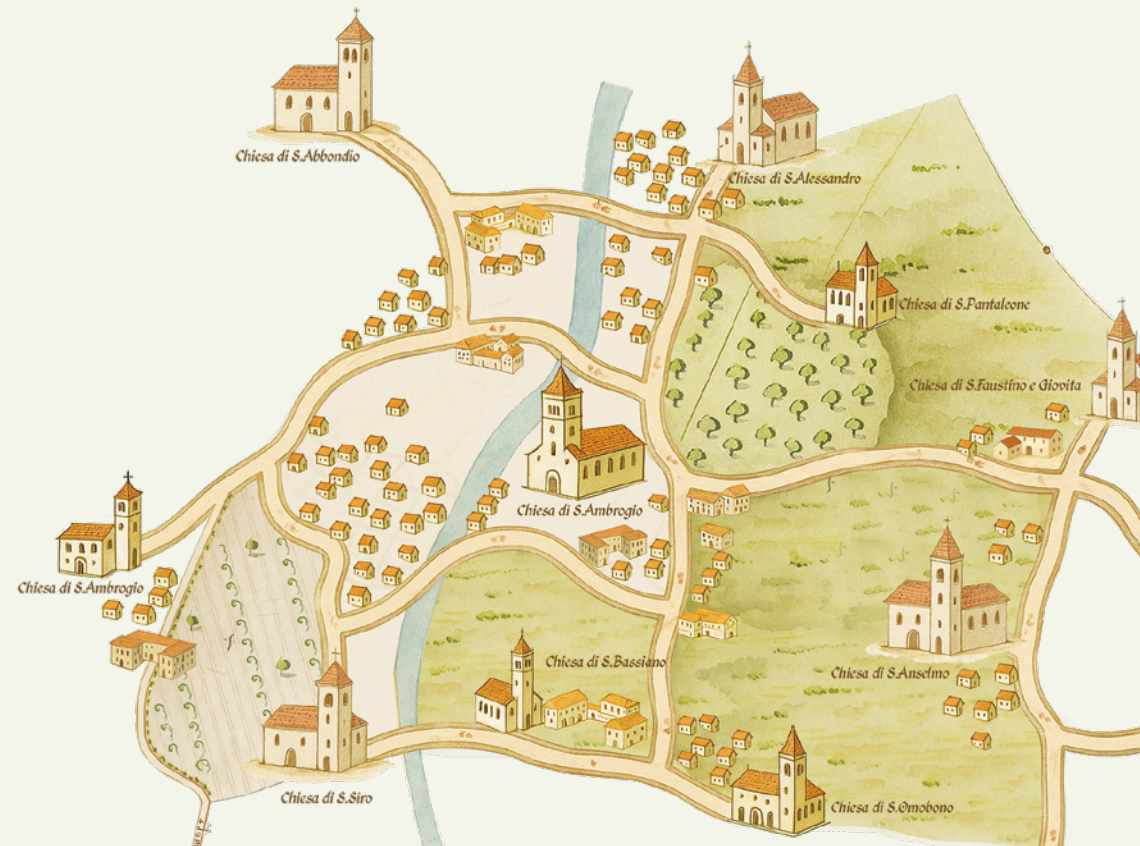 Chiesa di S.Abbondio
Chiesa di S.Alessandro
Chiesa di S.Pantaleone
Chiesa di S.Faustino e Giovita
Chiesa di S.Ambrogio
Chiesa di S.Ambrogio
Chiesa di S.Bassiano
Chiesa di S.Anselmo
Chiesa di S.Siro
Chiesa di S.Omobono